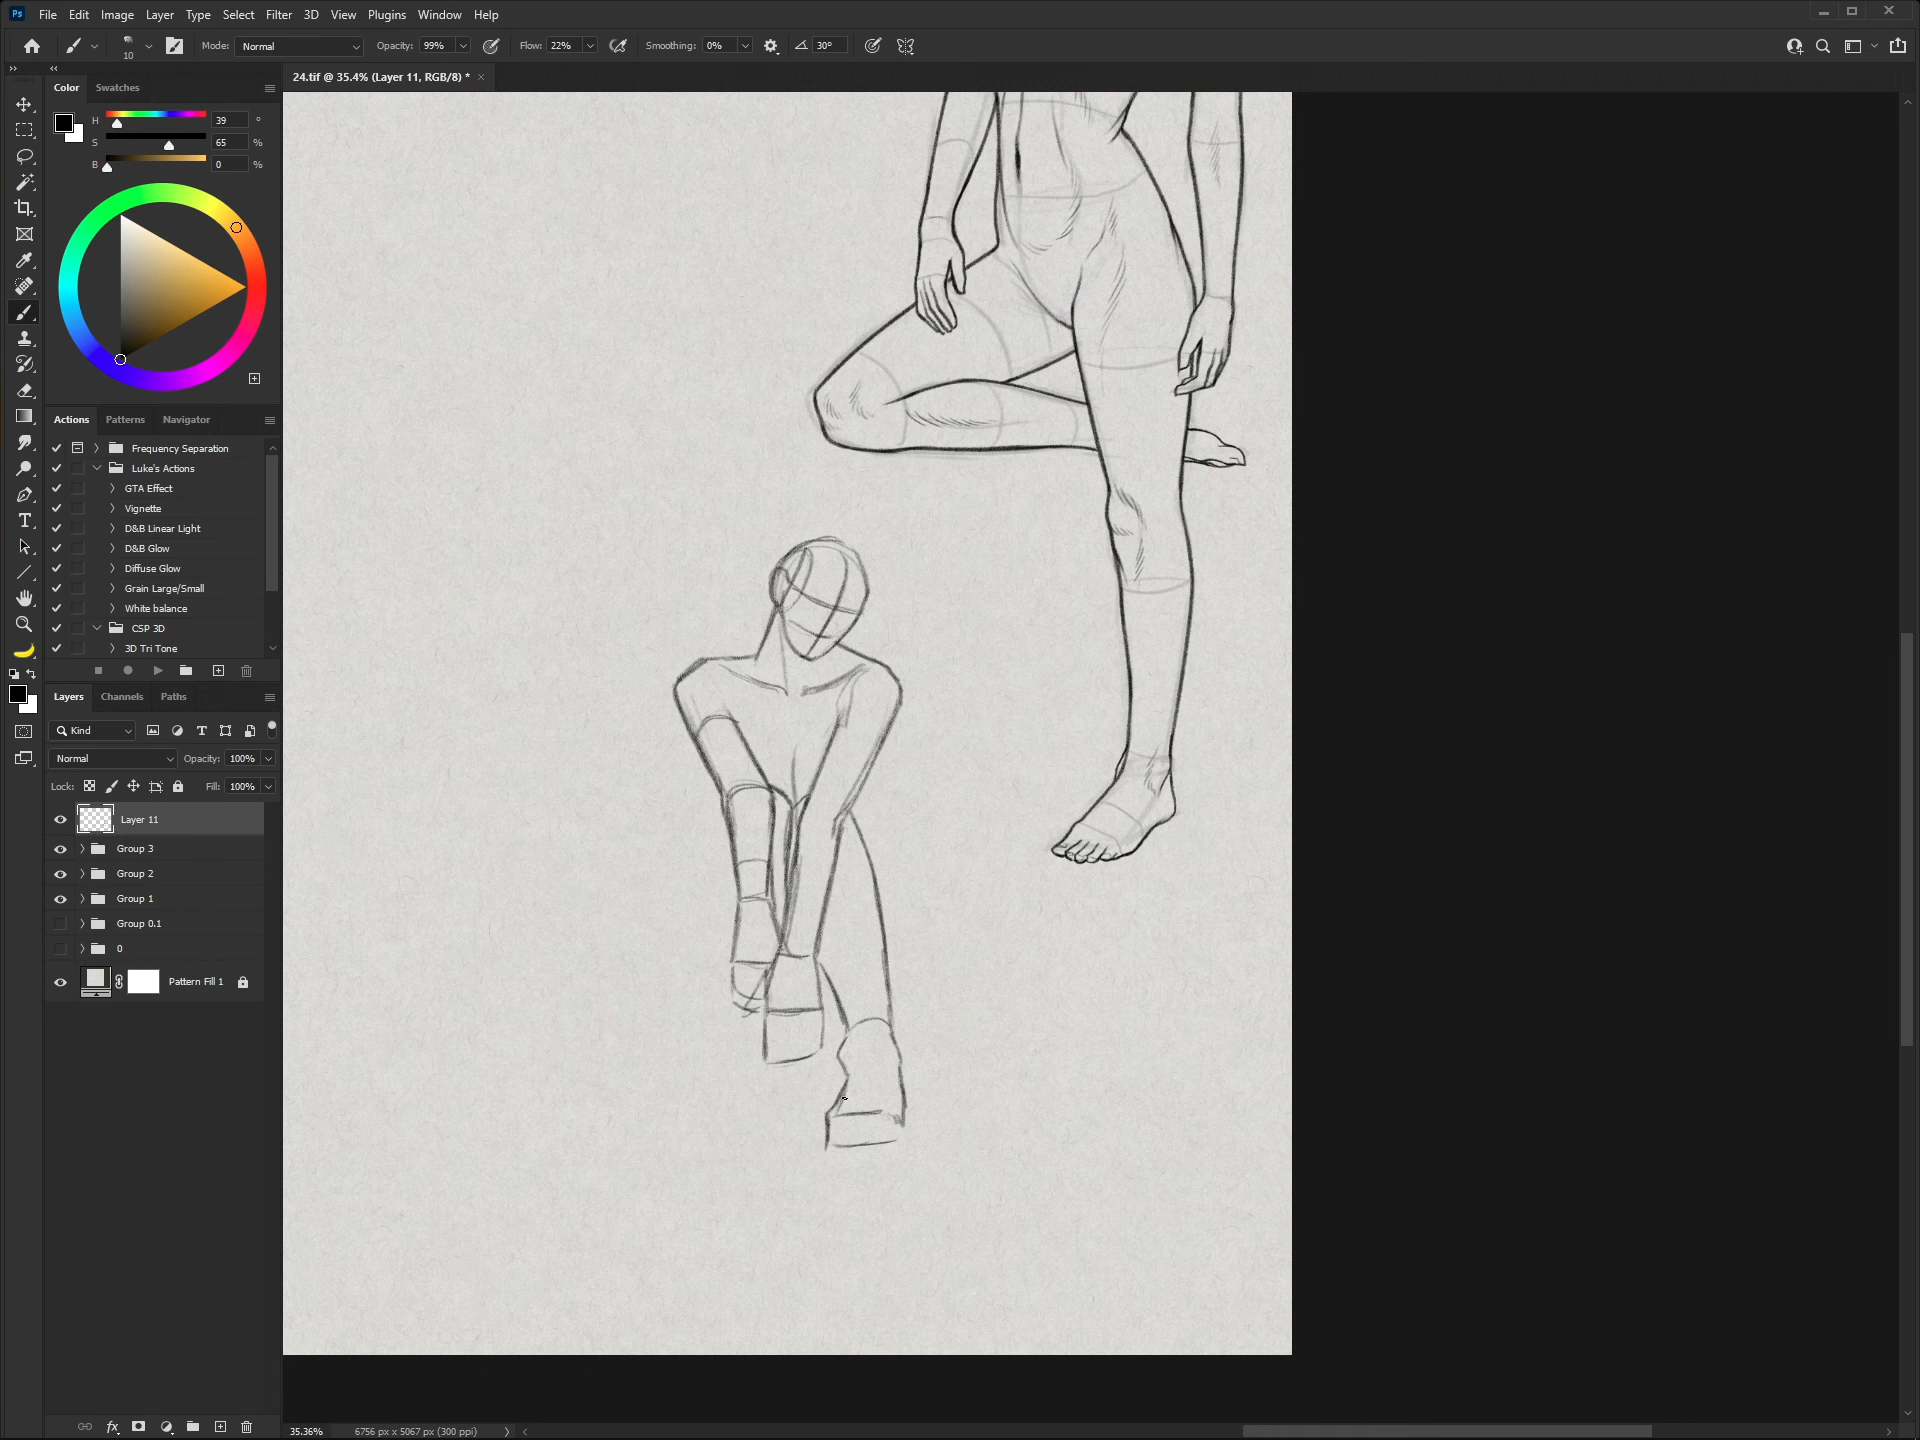 Ps File Edit Image Layer Type Select Filter 3D View Plugins Window Help
10 Mode: Normal Opacity: 99% Flow: 22% Smoothing: 0% 30°
24.tif @ 35.4% (Layer 11, RGB/8) *
Color Swatches
H 39 °
S 65 %
B 0 %
Actions Patterns Navigator
Frequency Separation
Luke's Actions
GTA Effect
Vignette
D&B Linear Light
D&B Glow
Diffuse Glow
Grain Large/Small
White balance
CSP 3D
3D Tri Tone
Layers Channels Paths
Kind
Normal Opacity: 100%
Lock: Fill: 100%
Layer 11
Group 3
Group 2
Group 1
Group 0.1
0
Pattern Fill 1
fx
35.36% 6756 px x 5067 px (300 ppi)